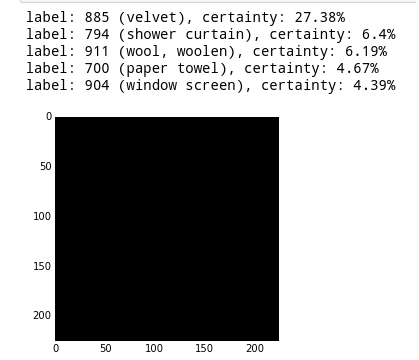 label: 885 (velvet), certainty: 27.38%
label: 794 (shower curtain), certainty: 6.4%
label: 911 (wool, woolen), certainty: 6.19%
label: 700 (paper towel), certainty: 4.67%
label: 904 (window screen), certainty: 4.39%
0
50
100
150
200
0 50 100 150 200